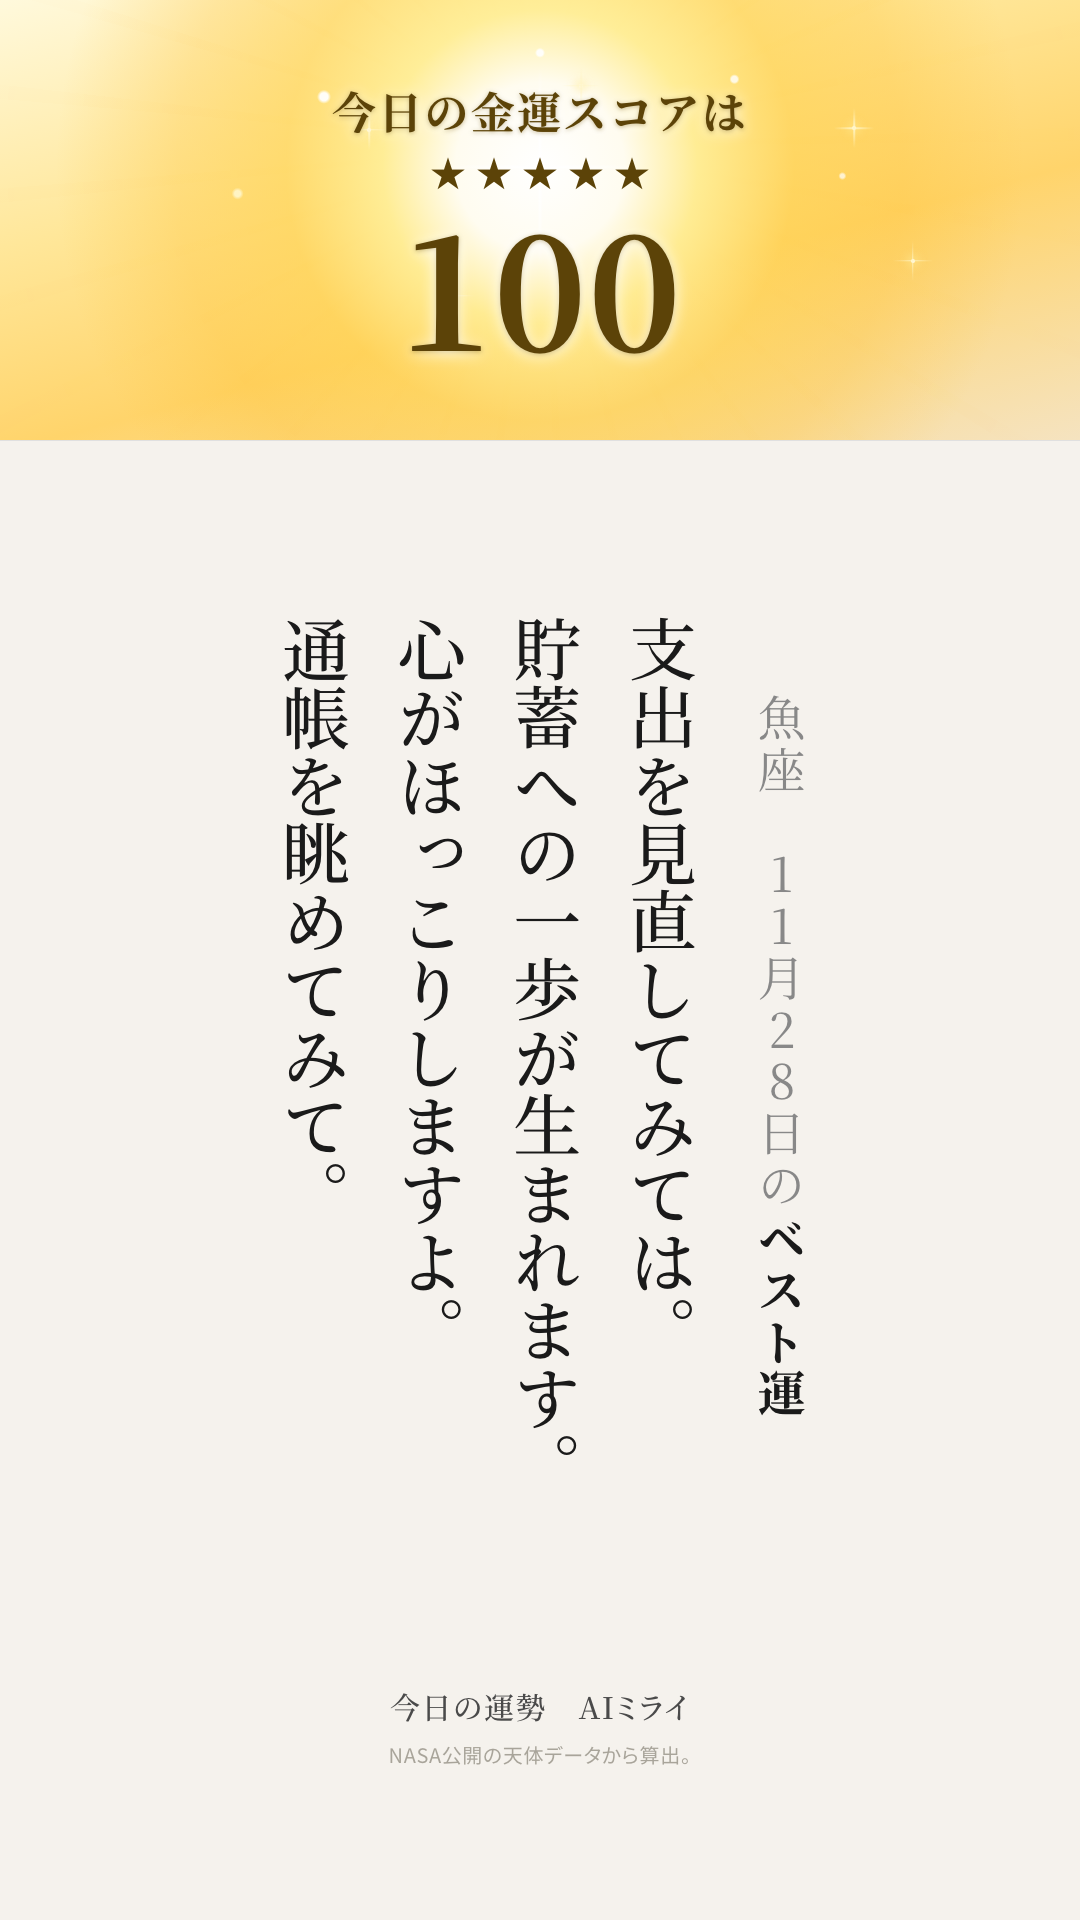 今日の金運スコアは
★★★★★
100
魚座　11月28日のベスト運
支出を見直してみては。
貯蓄への一歩が生まれます。
心がほっこりしますよ。
通帳を眺めてみて。
今日の運勢　AIミライ
NASA公開の天体データから算出。